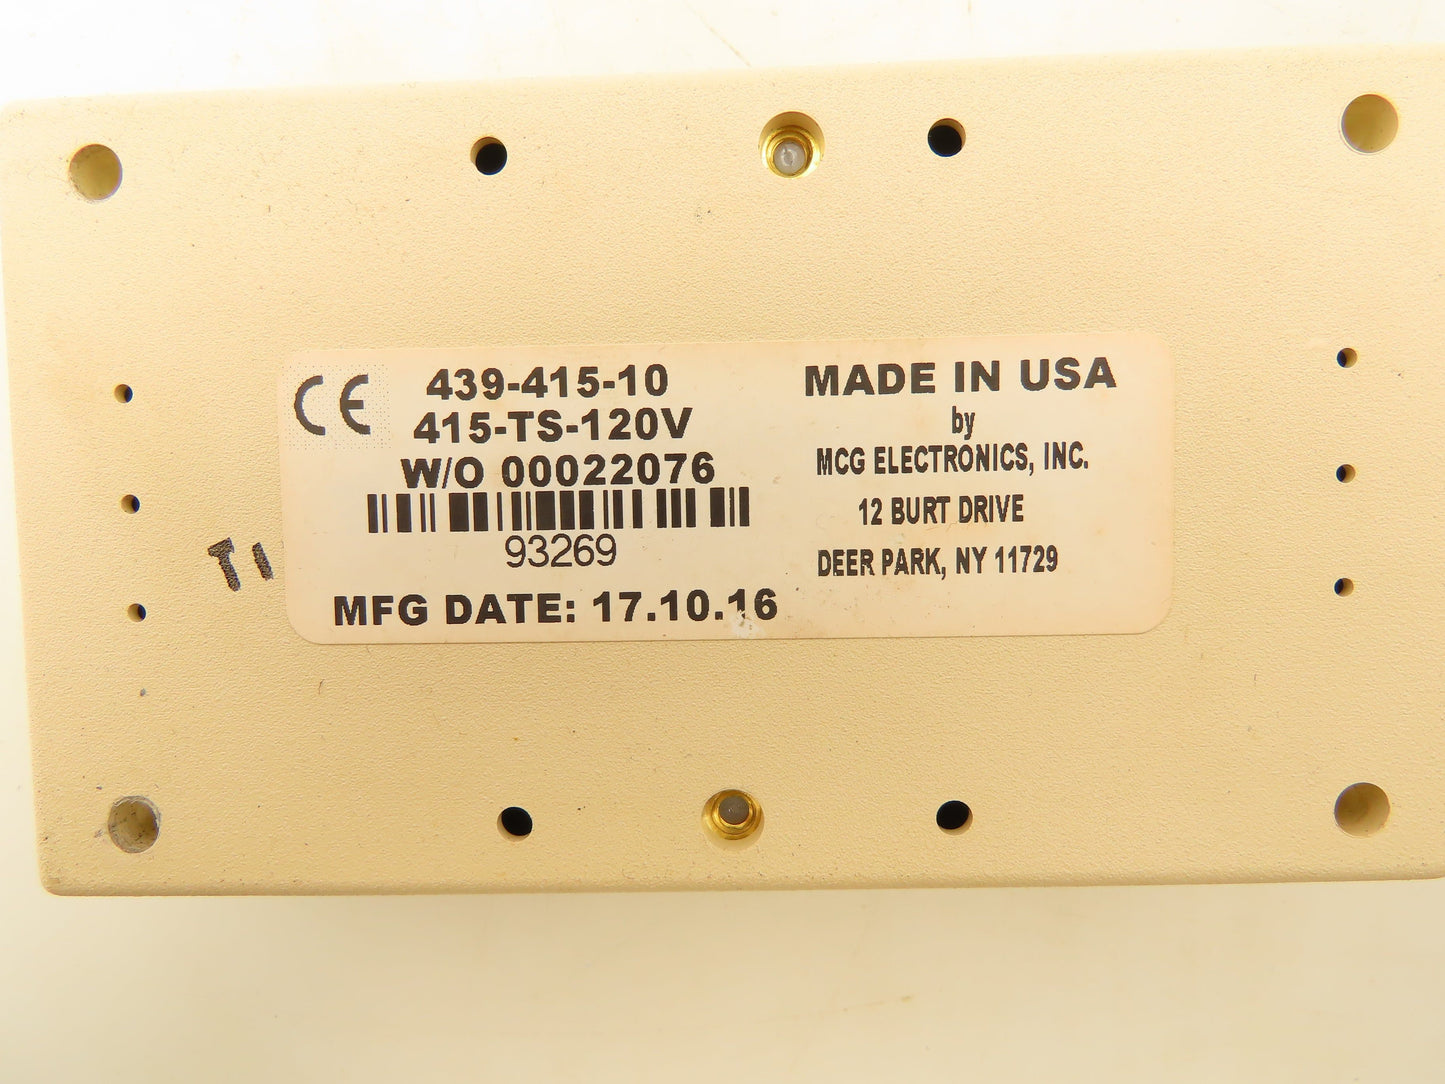 CE
439-415-10
415-TS-120V
W/O 00022076
93269
MFG DATE: 17.10.16
MADE IN USA
by
MCG ELECTRONICS, INC.
12 BURT DRIVE
DEER PARK, NY 11729